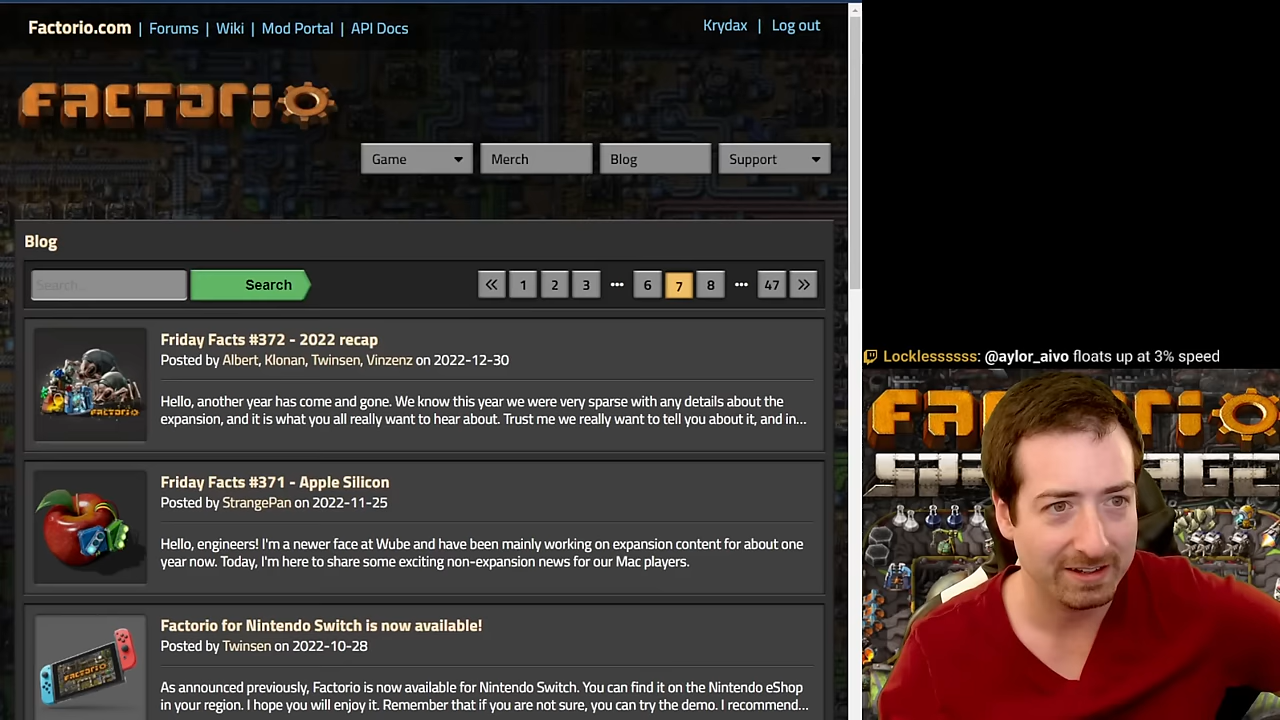 Factorio.com | Forums | Wiki | Mod Portal | API Docs
Krydax | Log out
FACTORIO
Game
Merch
Blog
Support
Blog
Search...
Search
« 1 2 3 ••• 6 7 8 ••• 47 »
Friday Facts #372 - 2022 recap
Posted by Albert, Klonan, Twinsen, Vinzenz on 2022-12-30
Hello, another year has come and gone. We know this year we were very sparse with any details about the
expansion, and it is what you all really want to hear about. Trust me we really want to tell you about it, and in...
FACTORIO
Friday Facts #371 - Apple Silicon
Posted by StrangePan on 2022-11-25
Hello, engineers! I'm a newer face at Wube and have been mainly working on expansion content for about one
year now. Today, I'm here to share some exciting non-expansion news for our Mac players.
Factorio for Nintendo Switch is now available!
Posted by Twinsen on 2022-10-28
As announced previously, Factorio is now available for Nintendo Switch. You can find it on the Nintendo eShop
in your region. I hope you will enjoy it. Remember that if you are not sure, you can try the demo. I recommend...
FACTORIO
Locklessssss: @aylor_aivo floats up at 3% speed